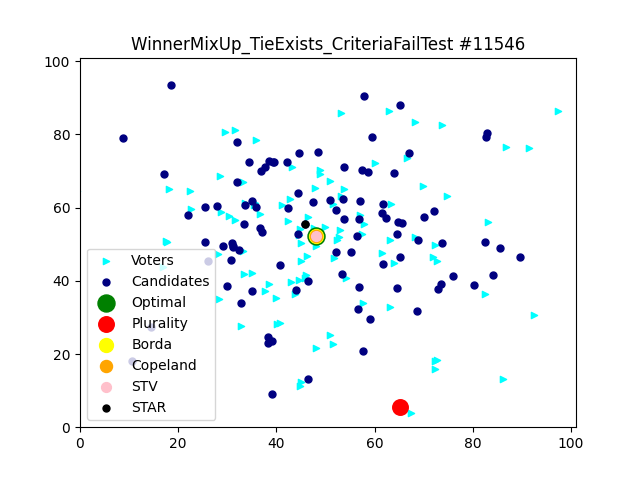 WinnerMixUp_TieExists_CriteriaFailTest #11546
100
80
60
40
20
0
Voters
Candidates
Optimal
Plurality
Borda
Copeland
STV
STAR
0 20 40 60 80 100